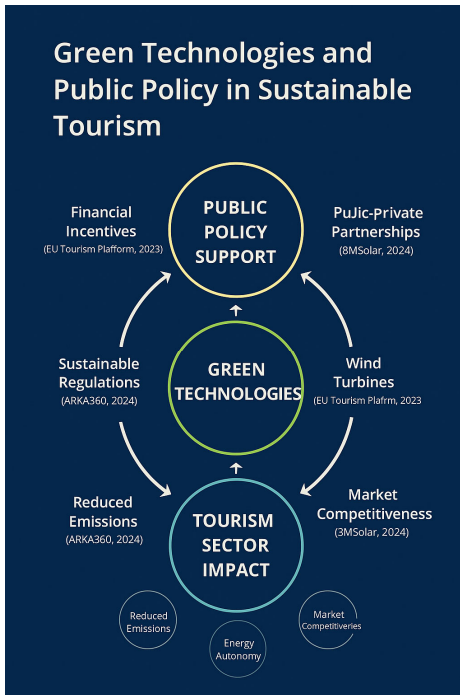 Green Technologies and
Public Policy in Sustainable
Tourism
Financial
Incentives
(EU Tourism Plafform, 2023)
PUBLIC
POLICY
SUPPORT
PuJic-Private
Partnerships
(8MSolar, 2024)
Sustainable
Regulations
(ARKA360, 2024)
GREEN
TECHNOLOGIES
Wind
Turbines
(EU Tourism Plafrm, 2023
Reduced
Emissions
(ARKA360, 2024)
TOURISM
SECTOR
IMPACT
Market
Competitiveness
(3MSolar, 2024)
Reduced
Emissions
Energy
Autonomy
Market
Competitiveries